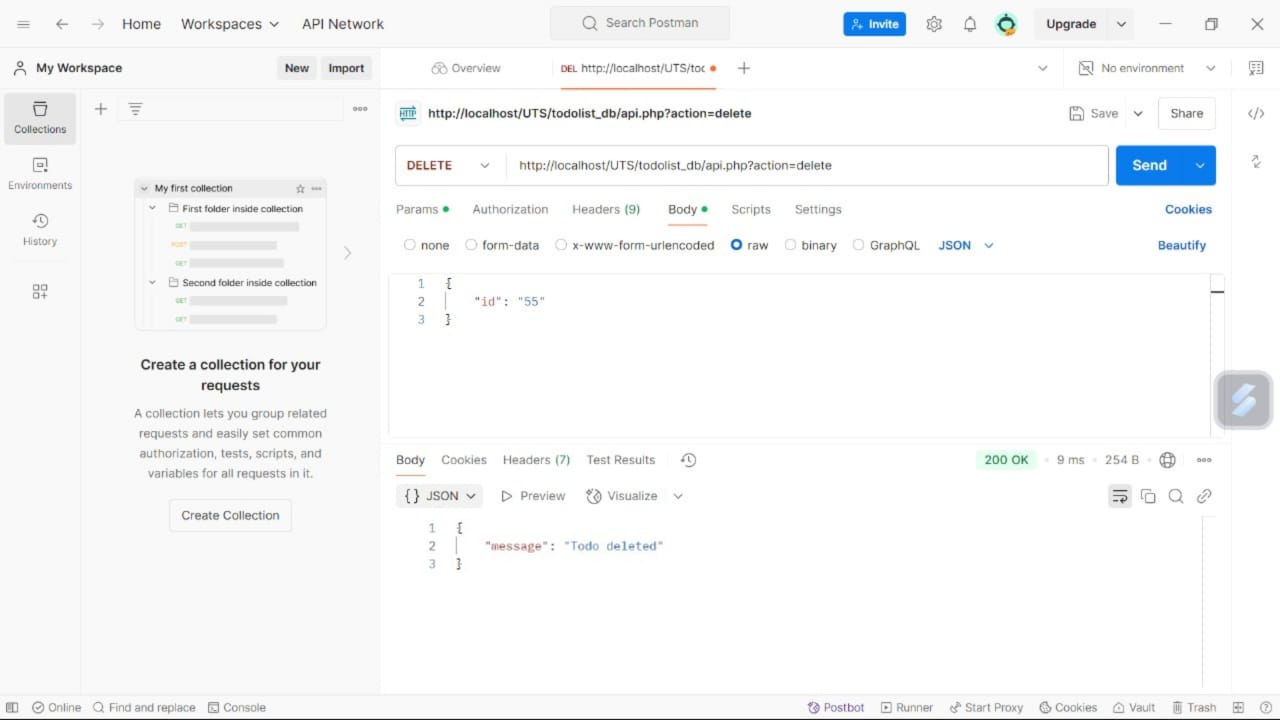 Home Workspaces API Network Search Postman Invite Upgrade
My Workspace New Import Overview DEL http://localhost/UTS/toc No environment
Collections
Environments
History
My first collection
First folder inside collection
GET
POST
GET
Second folder inside collection
GET
GET
Create a collection for your
requests
A collection lets you group related
requests and easily set common
authorization, tests, scripts, and
variables for all requests in it.
Create Collection
HTTP http://localhost/UTS/todolist_db/api.php?action=delete Save Share
DELETE http://localhost/UTS/todolist_db/api.php?action=delete Send
Params Authorization Headers (9) Body Scripts Settings Cookies
none form-data x-www-form-urlencoded raw binary GraphQL JSON Beautify
1 {
2 "id": "55"
3 }
Body Cookies Headers (7) Test Results 200 OK 9 ms 254 B
{} JSON Preview Visualize
1 {
2 "message": "Todo deleted"
3 }
Online Find and replace Console Postbot Runner Start Proxy Cookies Vault Trash